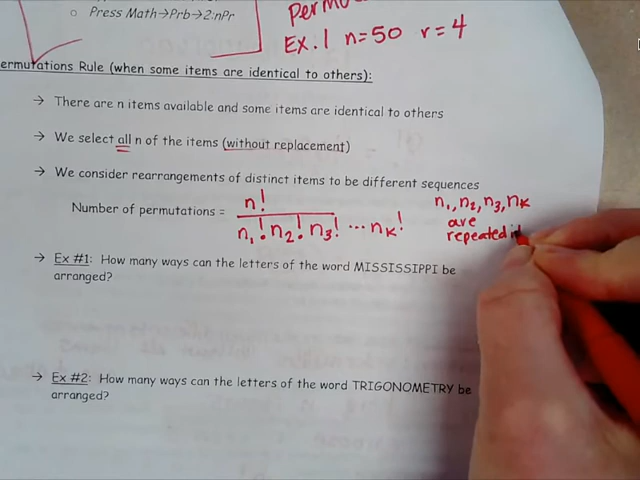 ○ Press Math→Prb→2:nPr
Ex. 1 n=50 r=4
ermutations Rule (when some items are identical to others):
→ There are n items available and some items are identical to others
→ We select all n of the items (without replacement)
→ We consider rearrangements of distinct items to be different sequences
Number of permutations = n! / n₁! n₂! n₃! ... nₖ!
n₁, n₂, n₃, nₖ
are
repeated
→ Ex #1: How many ways can the letters of the word MISSISSIPPI be
arranged?
→ Ex #2: How many ways can the letters of the word TRIGONOMETRY be
arranged?